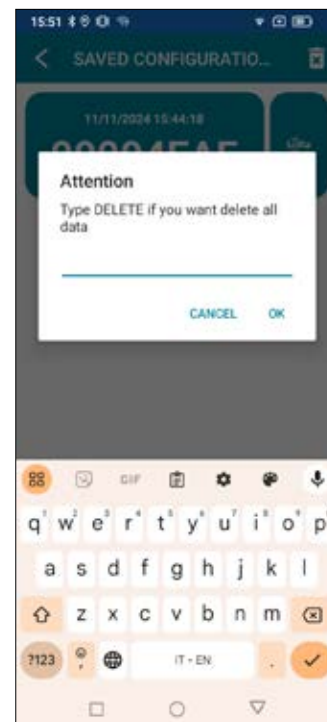 15:51
SAVED CONFIGURATIO...
11/11/2024 15:44:18
Attention
Type DELETE if you want delete all
data
CANCEL OK
GIF
q w e r t y u i o p
a s d f g h j k l
z x c v b n m
?123 IT • EN .